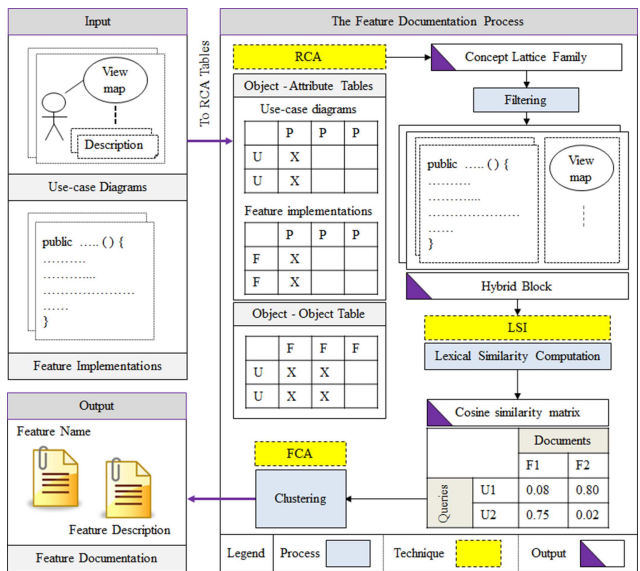 Input
View
map
Description
Use-case Diagrams
public ..... () {
..........
............
......................
......
}
Feature Implementations
To RCA Tables
The Feature Documentation Process
RCA
Concept Lattice Family
Object - Attribute Tables
Use-case diagrams
P P P
U X
U X
Feature implementations
P P P
F X
F X
Object - Object Table
F F F
U X X
U X X
Filtering
public ..... () {
..........
............
......................
......
}
View
map
Hybrid Block
LSI
Lexical Similarity Computation
Cosine similarity matrix
Documents
F1 F2
Queries
U1 0.08 0.80
U2 0.75 0.02
FCA
Clustering
Output
Feature Name
Feature Description
Feature Documentation
Legend Process Technique Output